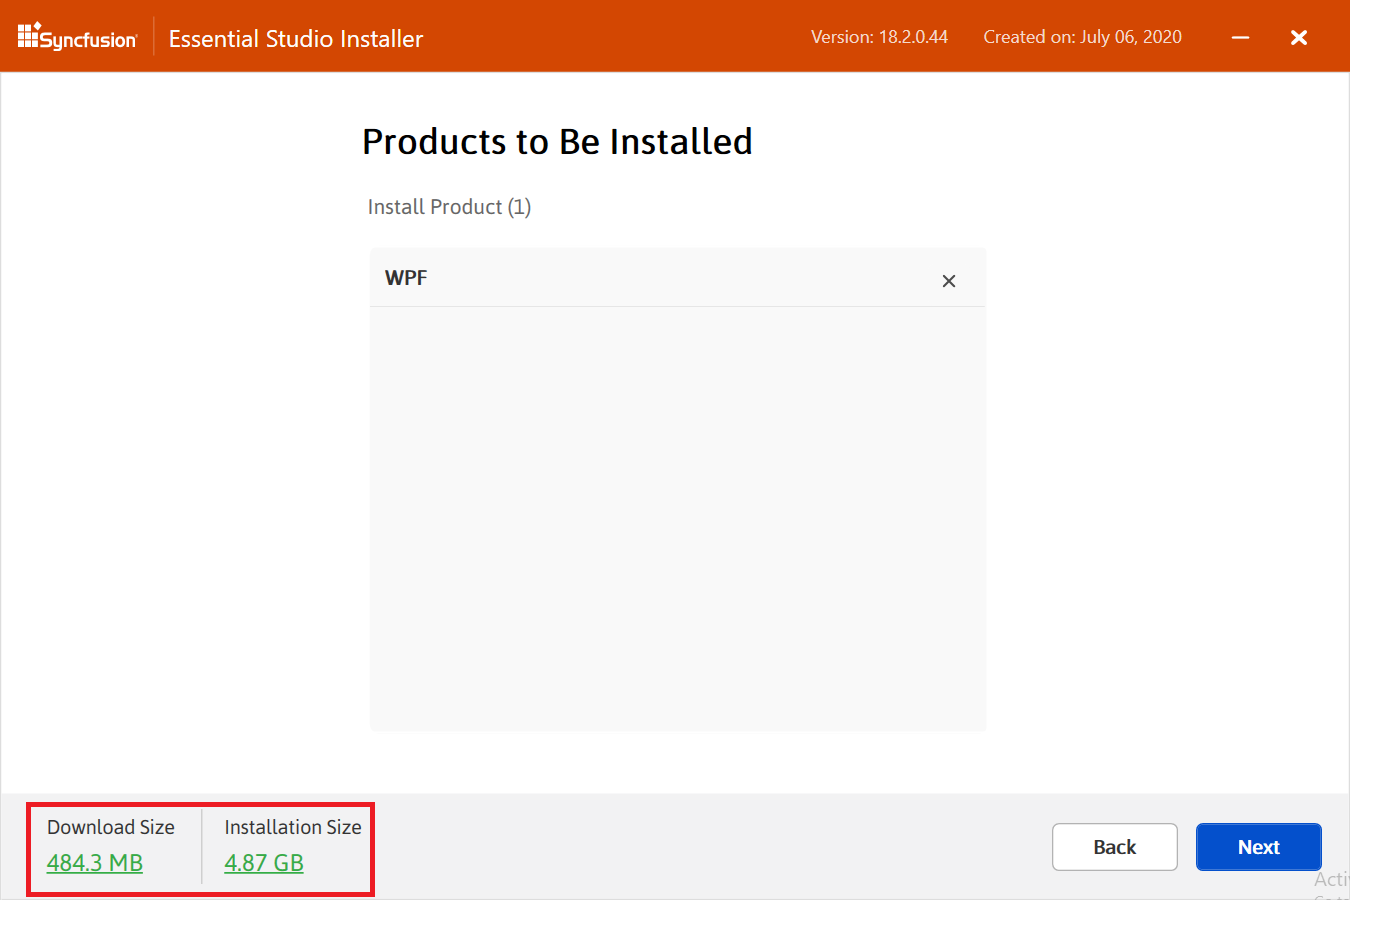 Syncfusion Essential Studio Installer Version: 18.2.0.44 Created on: July 06, 2020
Products to Be Installed
Install Product (1)
WPF
Download Size Installation Size
484.3 MB 4.87 GB
Back Next